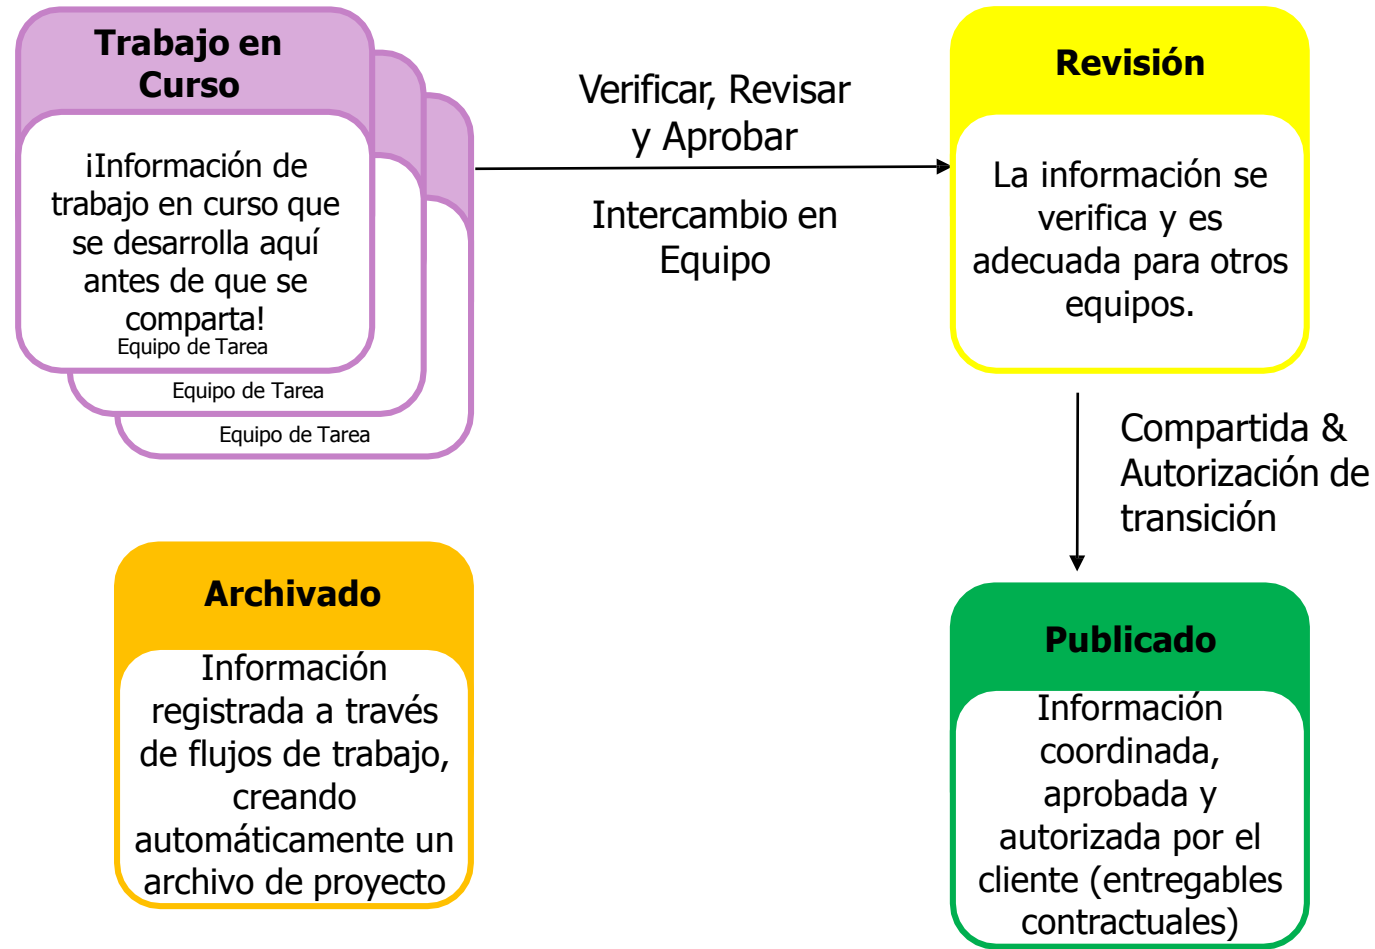 Trabajo en
Curso
¡Información de
trabajo en curso que
se desarrolla aquí
antes de que se
comparta!
Equipo de Tarea
Equipo de Tarea
Equipo de Tarea
Verificar, Revisar
y Aprobar
Intercambio en
Equipo
Revisión
La información se
verifica y es
adecuada para otros
equipos.
Compartida &
Autorización de
transición
Archivado
Información
registrada a través
de flujos de trabajo,
creando
automáticamente un
archivo de proyecto
Publicado
Información
coordinada,
aprobada y
autorizada por el
cliente (entregables
contractuales)